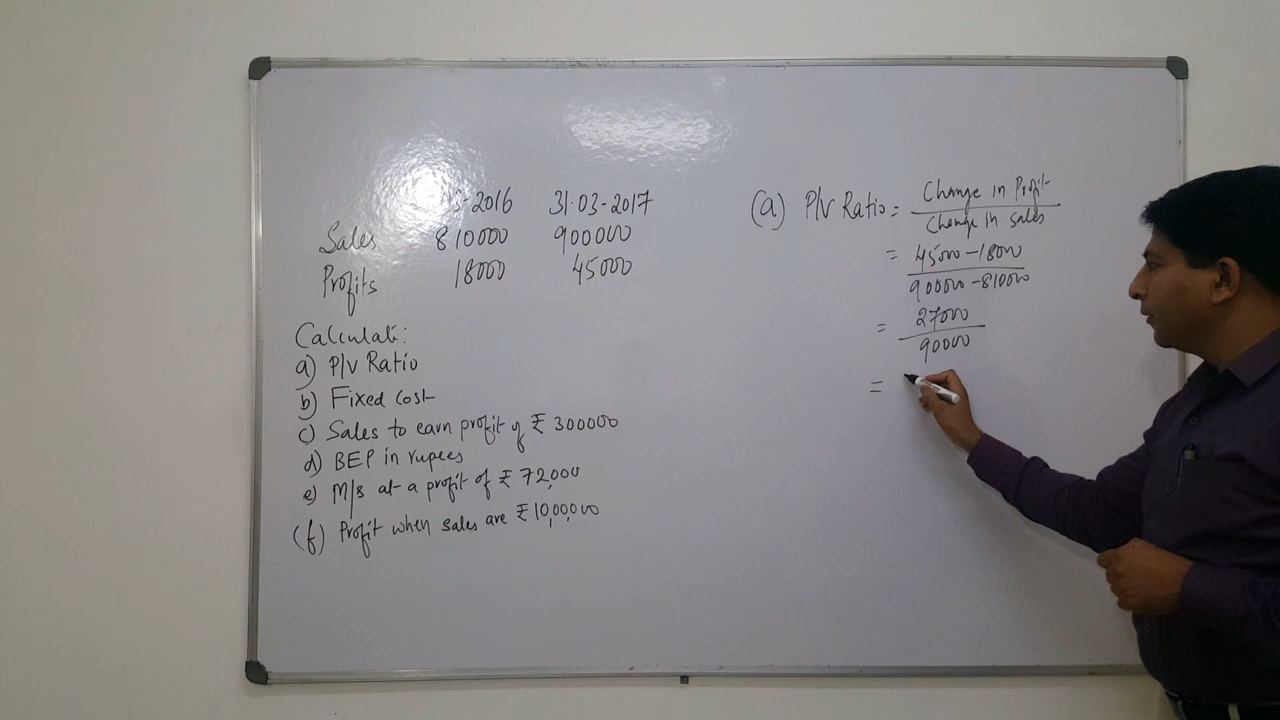 3-2016 31.03-2017
Sales 810000 900000
Profits 18000 45000
Calculate:
a) P/V Ratio
b) Fixed Cost
c) Sales to earn profit of ₹ 300000
d) BEP in rupees
e) M/s at a profit of ₹ 72,000
(f) Profit when sales are ₹ 10,00,000
(a) P/V Ratio = Change in Profit
Change in Sales
= 45000 - 18000
900000 - 810000
= 27000
90000
=